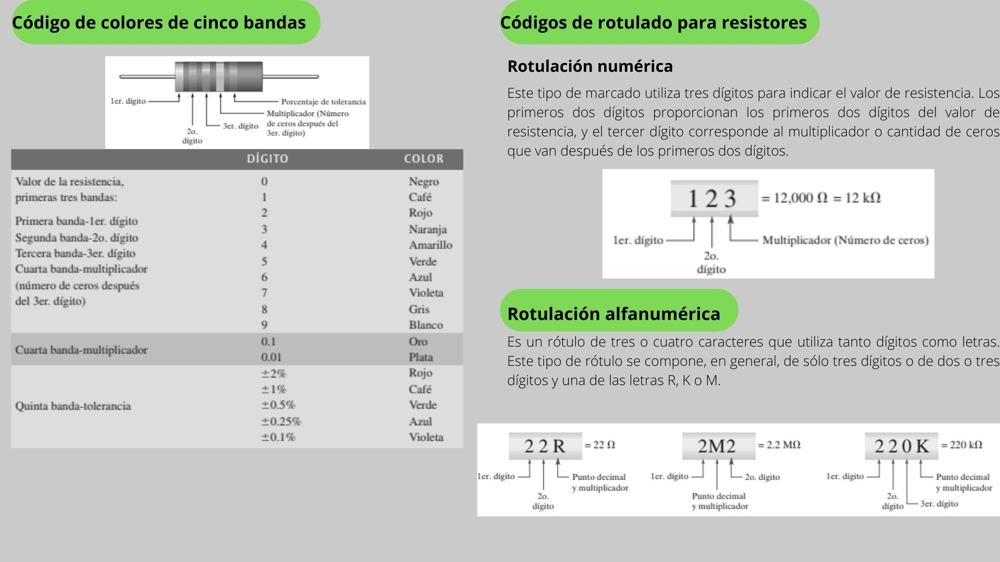 Código de colores de cinco bandas
1er. dígito
2o.
dígito
3er. dígito
Porcentaje de tolerancia
Multiplicador (Número
de ceros después del
3er. dígito)
DÍGITO COLOR
Valor de la resistencia,
primeras tres bandas:
Primera banda-1er. dígito
Segunda banda-2o. dígito
Tercera banda-3er. dígito
Cuarta banda-multiplicador
(número de ceros después
del 3er. dígito)
0 Negro
1 Café
2 Rojo
3 Naranja
4 Amarillo
5 Verde
6 Azul
7 Violeta
8 Gris
9 Blanco
Cuarta banda-multiplicador
0.1 Oro
0.01 Plata
Quinta banda-tolerancia
±2% Rojo
±1% Café
±0.5% Verde
±0.25% Azul
±0.1% Violeta
Códigos de rotulado para resistores
Rotulación numérica
Este tipo de marcado utiliza tres dígitos para indicar el valor de resistencia. Los
primeros dos dígitos proporcionan los primeros dos dígitos del valor de
resistencia, y el tercer dígito corresponde al multiplicador o cantidad de ceros
que van después de los primeros dos dígitos.
1 2 3 = 12,000 Ω = 12 kΩ
1er. dígito
2o.
dígito
Multiplicador (Número de ceros)
Rotulación alfanumérica
Es un rótulo de tres o cuatro caracteres que utiliza tanto dígitos como letras.
Este tipo de rótulo se compone, en general, de sólo tres dígitos o de dos o tres
dígitos y una de las letras R, K o M.
2 2 R = 22 Ω
1er. dígito
2o.
dígito
Punto decimal
y multiplicador
2M2 = 2.2 MΩ
1er. dígito
Punto decimal
y multiplicador
2o. dígito
2 2 0 K = 220 kΩ
1er. dígito
2o.
dígito
3er. dígito
Punto decimal
y multiplicador